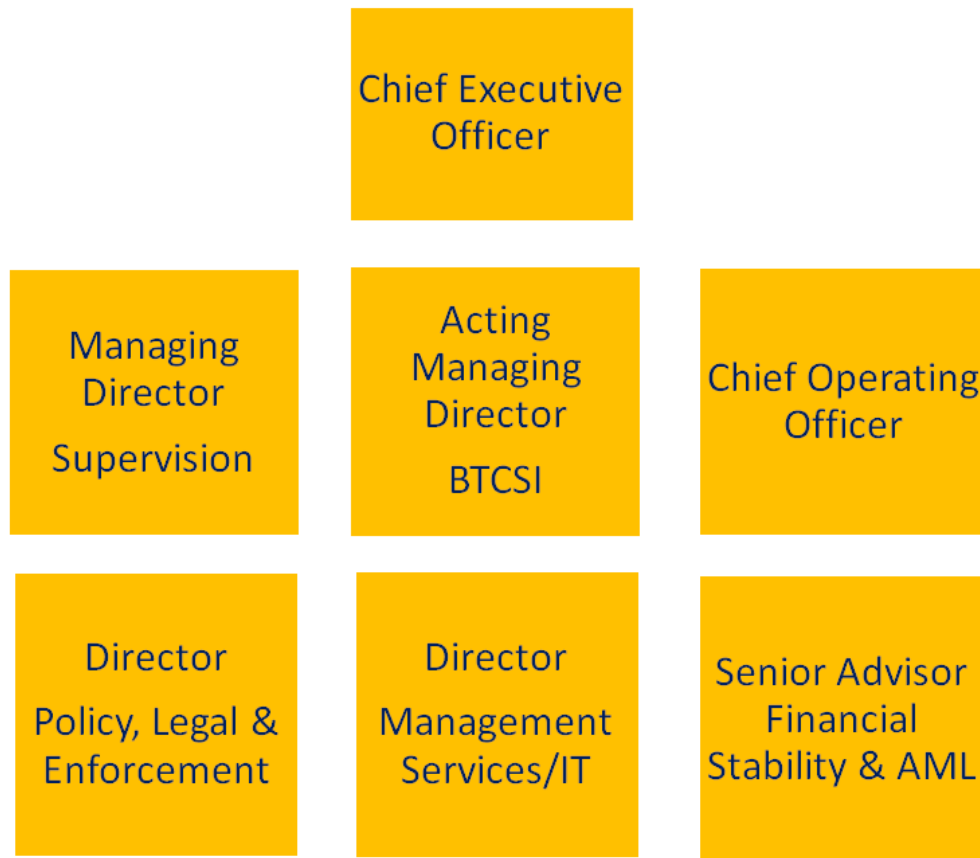 Chief Executive
Officer
Managing
Director
Supervision
Acting
Managing
Director
BTCSI
Chief Operating
Officer
Director
Policy, Legal &
Enforcement
Director
Management
Services/IT
Senior Advisor
Financial
Stability & AML